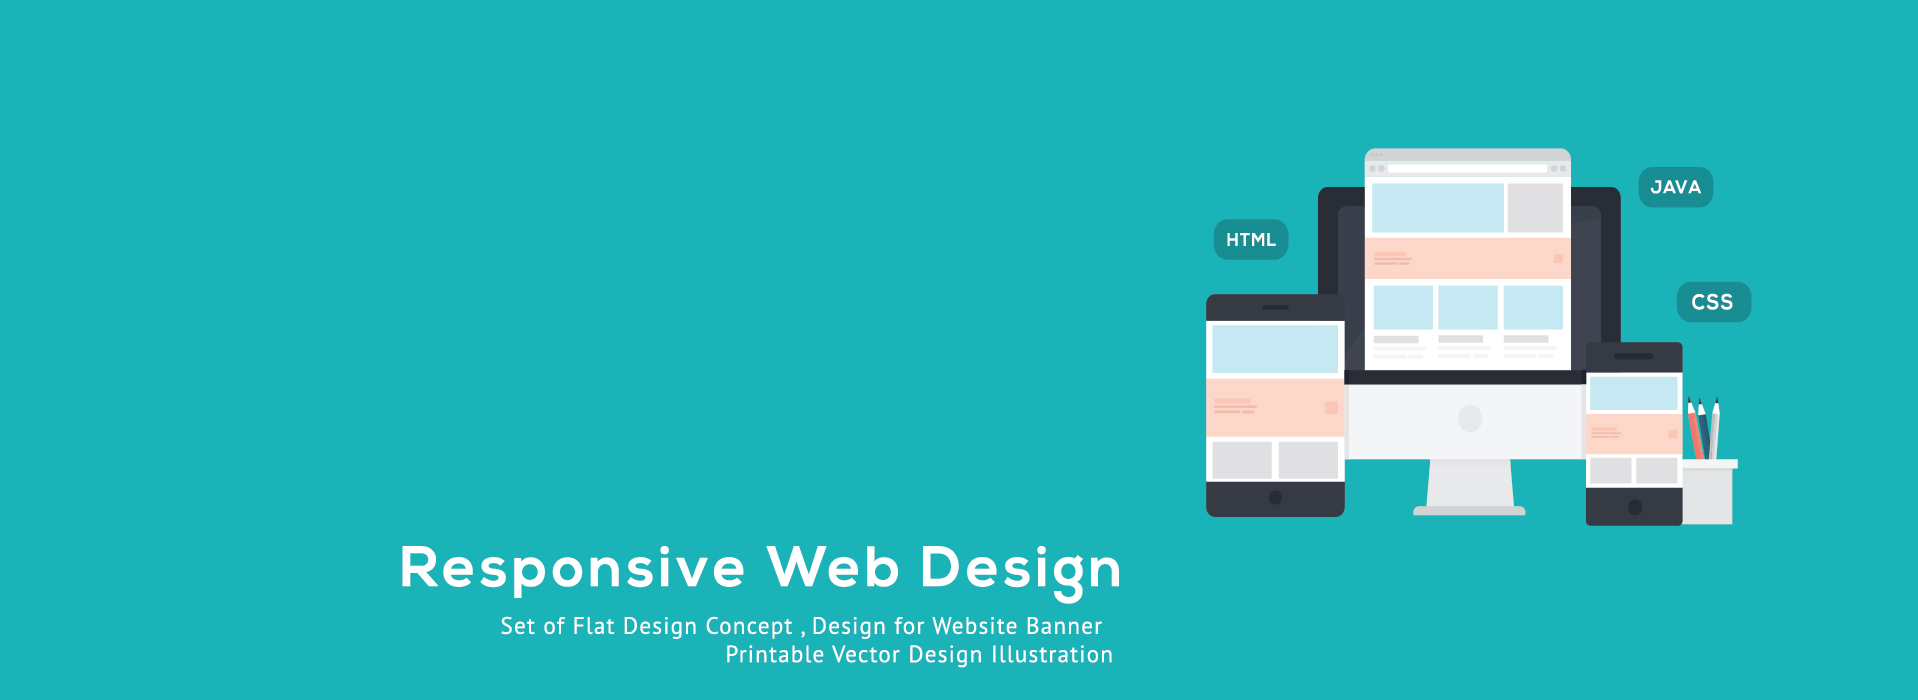 JAVA
HTML
CSS
Responsive Web Design
Set of Flat Design Concept , Design for Website Banner
Printable Vector Design Illustration